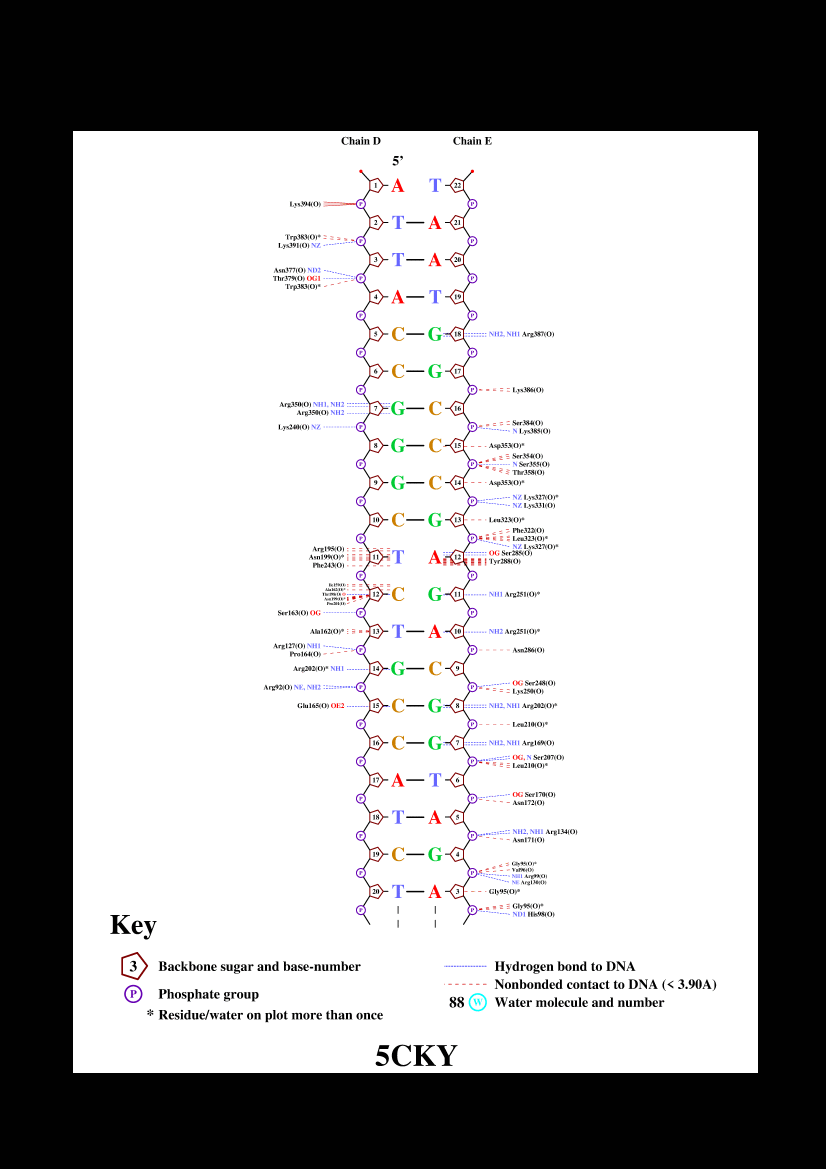 Chain D Chain E
5’
1 A T 22
Lys394(O) P P
2 T A 21
Trp383(O)* P P
Lys391(O) NZ
3 T A 20
Asn377(O) ND2
Thr379(O) OG1 P P
Trp383(O)*
4 A T 19
P P
5 C G 18 NH2, NH1 Arg387(O)
P P
6 C G 17
P P Lys386(O)
Arg350(O) NH1, NH2
7 G C 16
Arg350(O) NH2
Ser384(O)
Lys240(O) NZ P P
N Lys385(O)
8 G C 15 Asp353(O)*
Ser354(O)
P P N Ser355(O)
Thr358(O)
9 G C 14 Asp353(O)*
NZ Lys327(O)*
P P
NZ Lys331(O)
10 C G 13 Leu323(O)*
Phe322(O)
P P Leu323(O)*
NZ Lys327(O)*
Arg195(O) OG Ser285(O)
Asn199(O)* 11 T A 12
Phe243(O) Tyr288(O)
P P
Ala162(O)*
12 C G 11 NH1 Arg251(O)*
Ser163(O) OG P P
Ala162(O)* 13 T A 10 NH2 Arg251(O)*
Arg127(O) NH1
P P Asn286(O)
Pro164(O)
Arg202(O)* NH1 14 G C 9
OG Ser248(O)
Arg92(O) NE, NH2 P P
Lys250(O)
Glu165(O) OE2 15 C G 8 NH2, NH1 Arg202(O)*
P P Leu210(O)*
16 C G 7 NH2, NH1 Arg169(O)
OG, N Ser207(O)
P P
Leu210(O)*
17 A T 6
OG Ser170(O)
P P
Asn172(O)
18 T A 5
NH2, NH1 Arg134(O)
P P
Asn171(O)
19 C G 4
Gly95(O)*
Val96(O)
P P
NH1 Arg99(O)
NE Arg130(O)
20 T A 3 Gly95(O)*
Gly95(O)*
P P
ND1 His98(O)
Key
3 Backbone sugar and base-number
P Phosphate group
* Residue/water on plot more than once
Hydrogen bond to DNA
Nonbonded contact to DNA (< 3.90A)
88 W Water molecule and number
5CKY